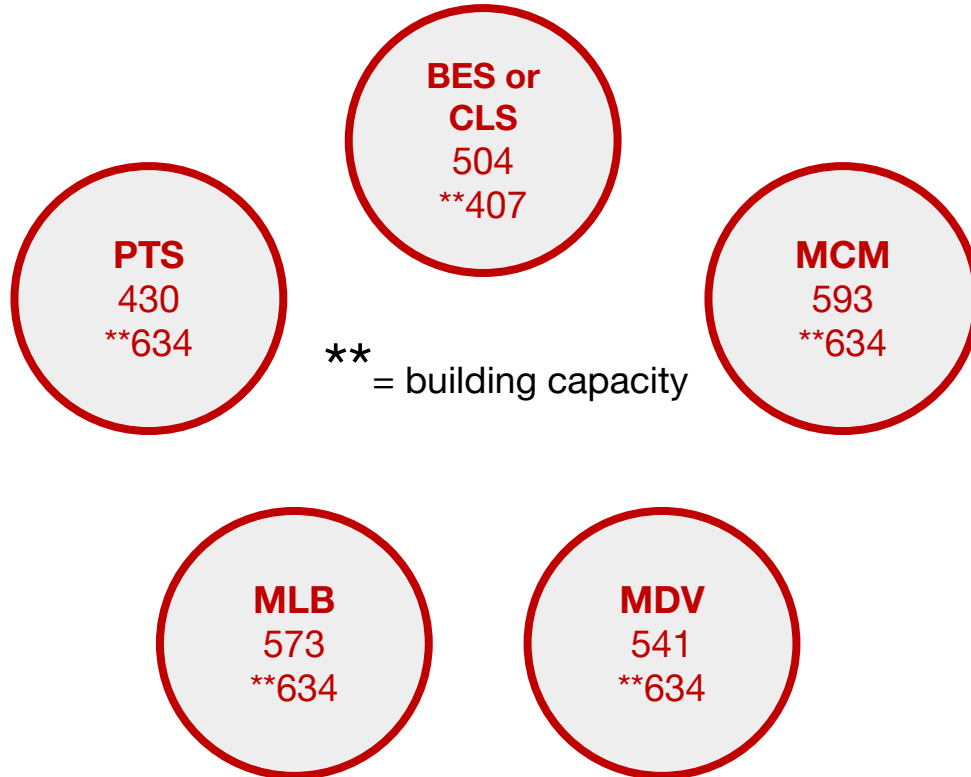 BES or
CLS
504
**407
PTS
430
**634
MCM
593
**634
** = building capacity
MLB
573
**634
MDV
541
**634